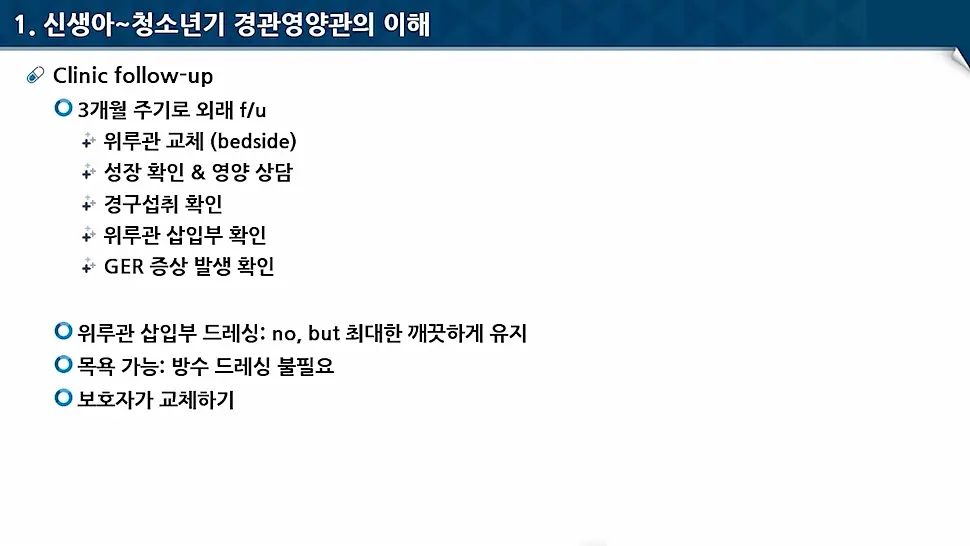 1. 신생아~청소년기 경관영양관의 이해
Clinic follow-up
3개월 주기로 외래 f/u
위루관 교체 (bedside)
성장 확인 & 영양 상담
경구섭취 확인
위루관 삽입부 확인
GER 증상 발생 확인
위루관 삽입부 드레싱: no, but 최대한 깨끗하게 유지
목욕 가능: 방수 드레싱 불필요
보호자가 교체하기